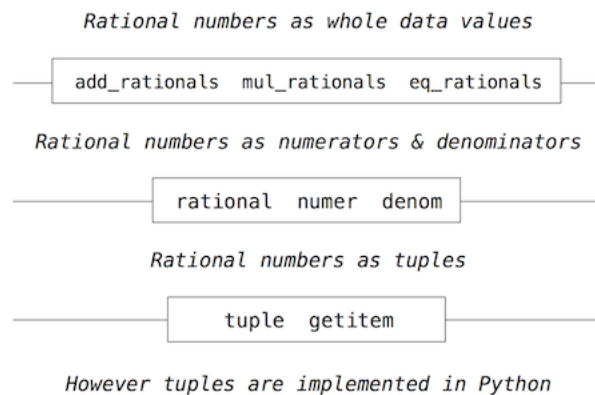 Rational numbers as whole data values
add_rationals mul_rationals eq_rationals
Rational numbers as numerators & denominators
rational numer denom
Rational numbers as tuples
tuple getitem
However tuples are implemented in Python